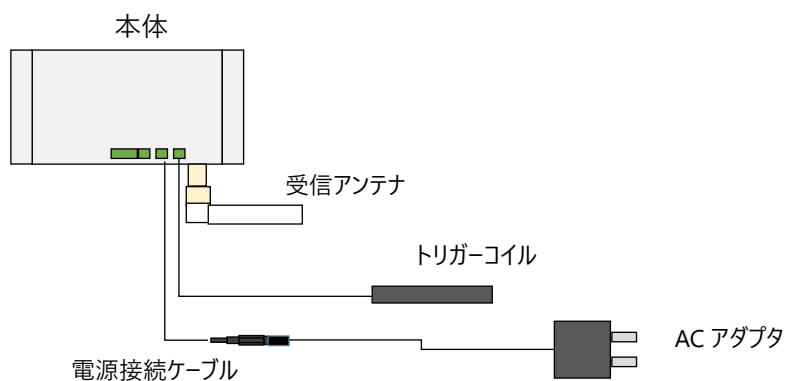 本体
受信アンテナ
トリガーコイル
AC アダプタ
電源接続ケーブル